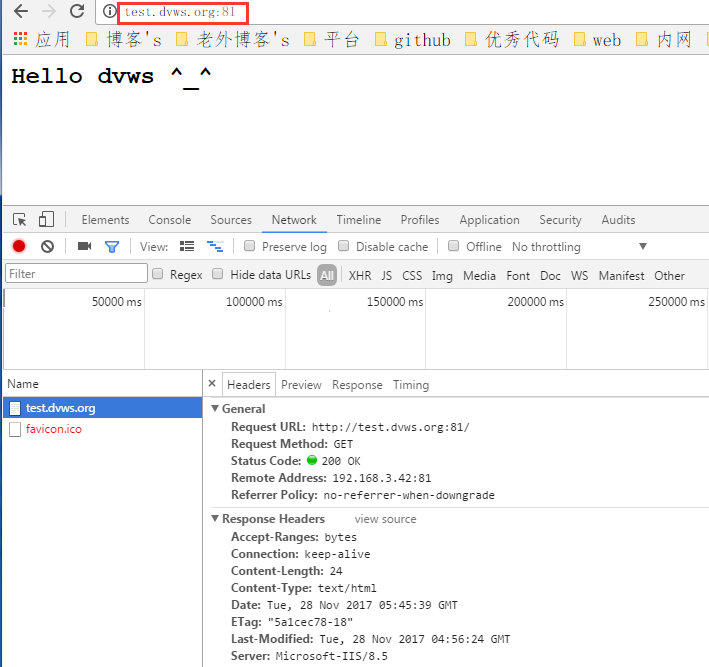 test.dvws.org:81
应用 博客's 老外博客's 平台 github 优秀代码 web 内网
Hello dvws ^_^
Elements Console Sources Network Timeline Profiles Application Security Audits
View: Preserve log Disable cache Offline No throttling
Filter Regex Hide data URLs All XHR JS CSS Img Media Font Doc WS Manifest Other
50000 ms 100000 ms 150000 ms 200000 ms 250000 ms
Name × Headers Preview Response Timing
test.dvws.org
favicon.ico
General
Request URL: http://test.dvws.org:81/
Request Method: GET
Status Code: 200 OK
Remote Address: 192.168.3.42:81
Referrer Policy: no-referrer-when-downgrade
Response Headers view source
Accept-Ranges: bytes
Connection: keep-alive
Content-Length: 24
Content-Type: text/html
Date: Tue, 28 Nov 2017 05:45:39 GMT
ETag: "5a1cec78-18"
Last-Modified: Tue, 28 Nov 2017 04:56:24 GMT
Server: Microsoft-IIS/8.5